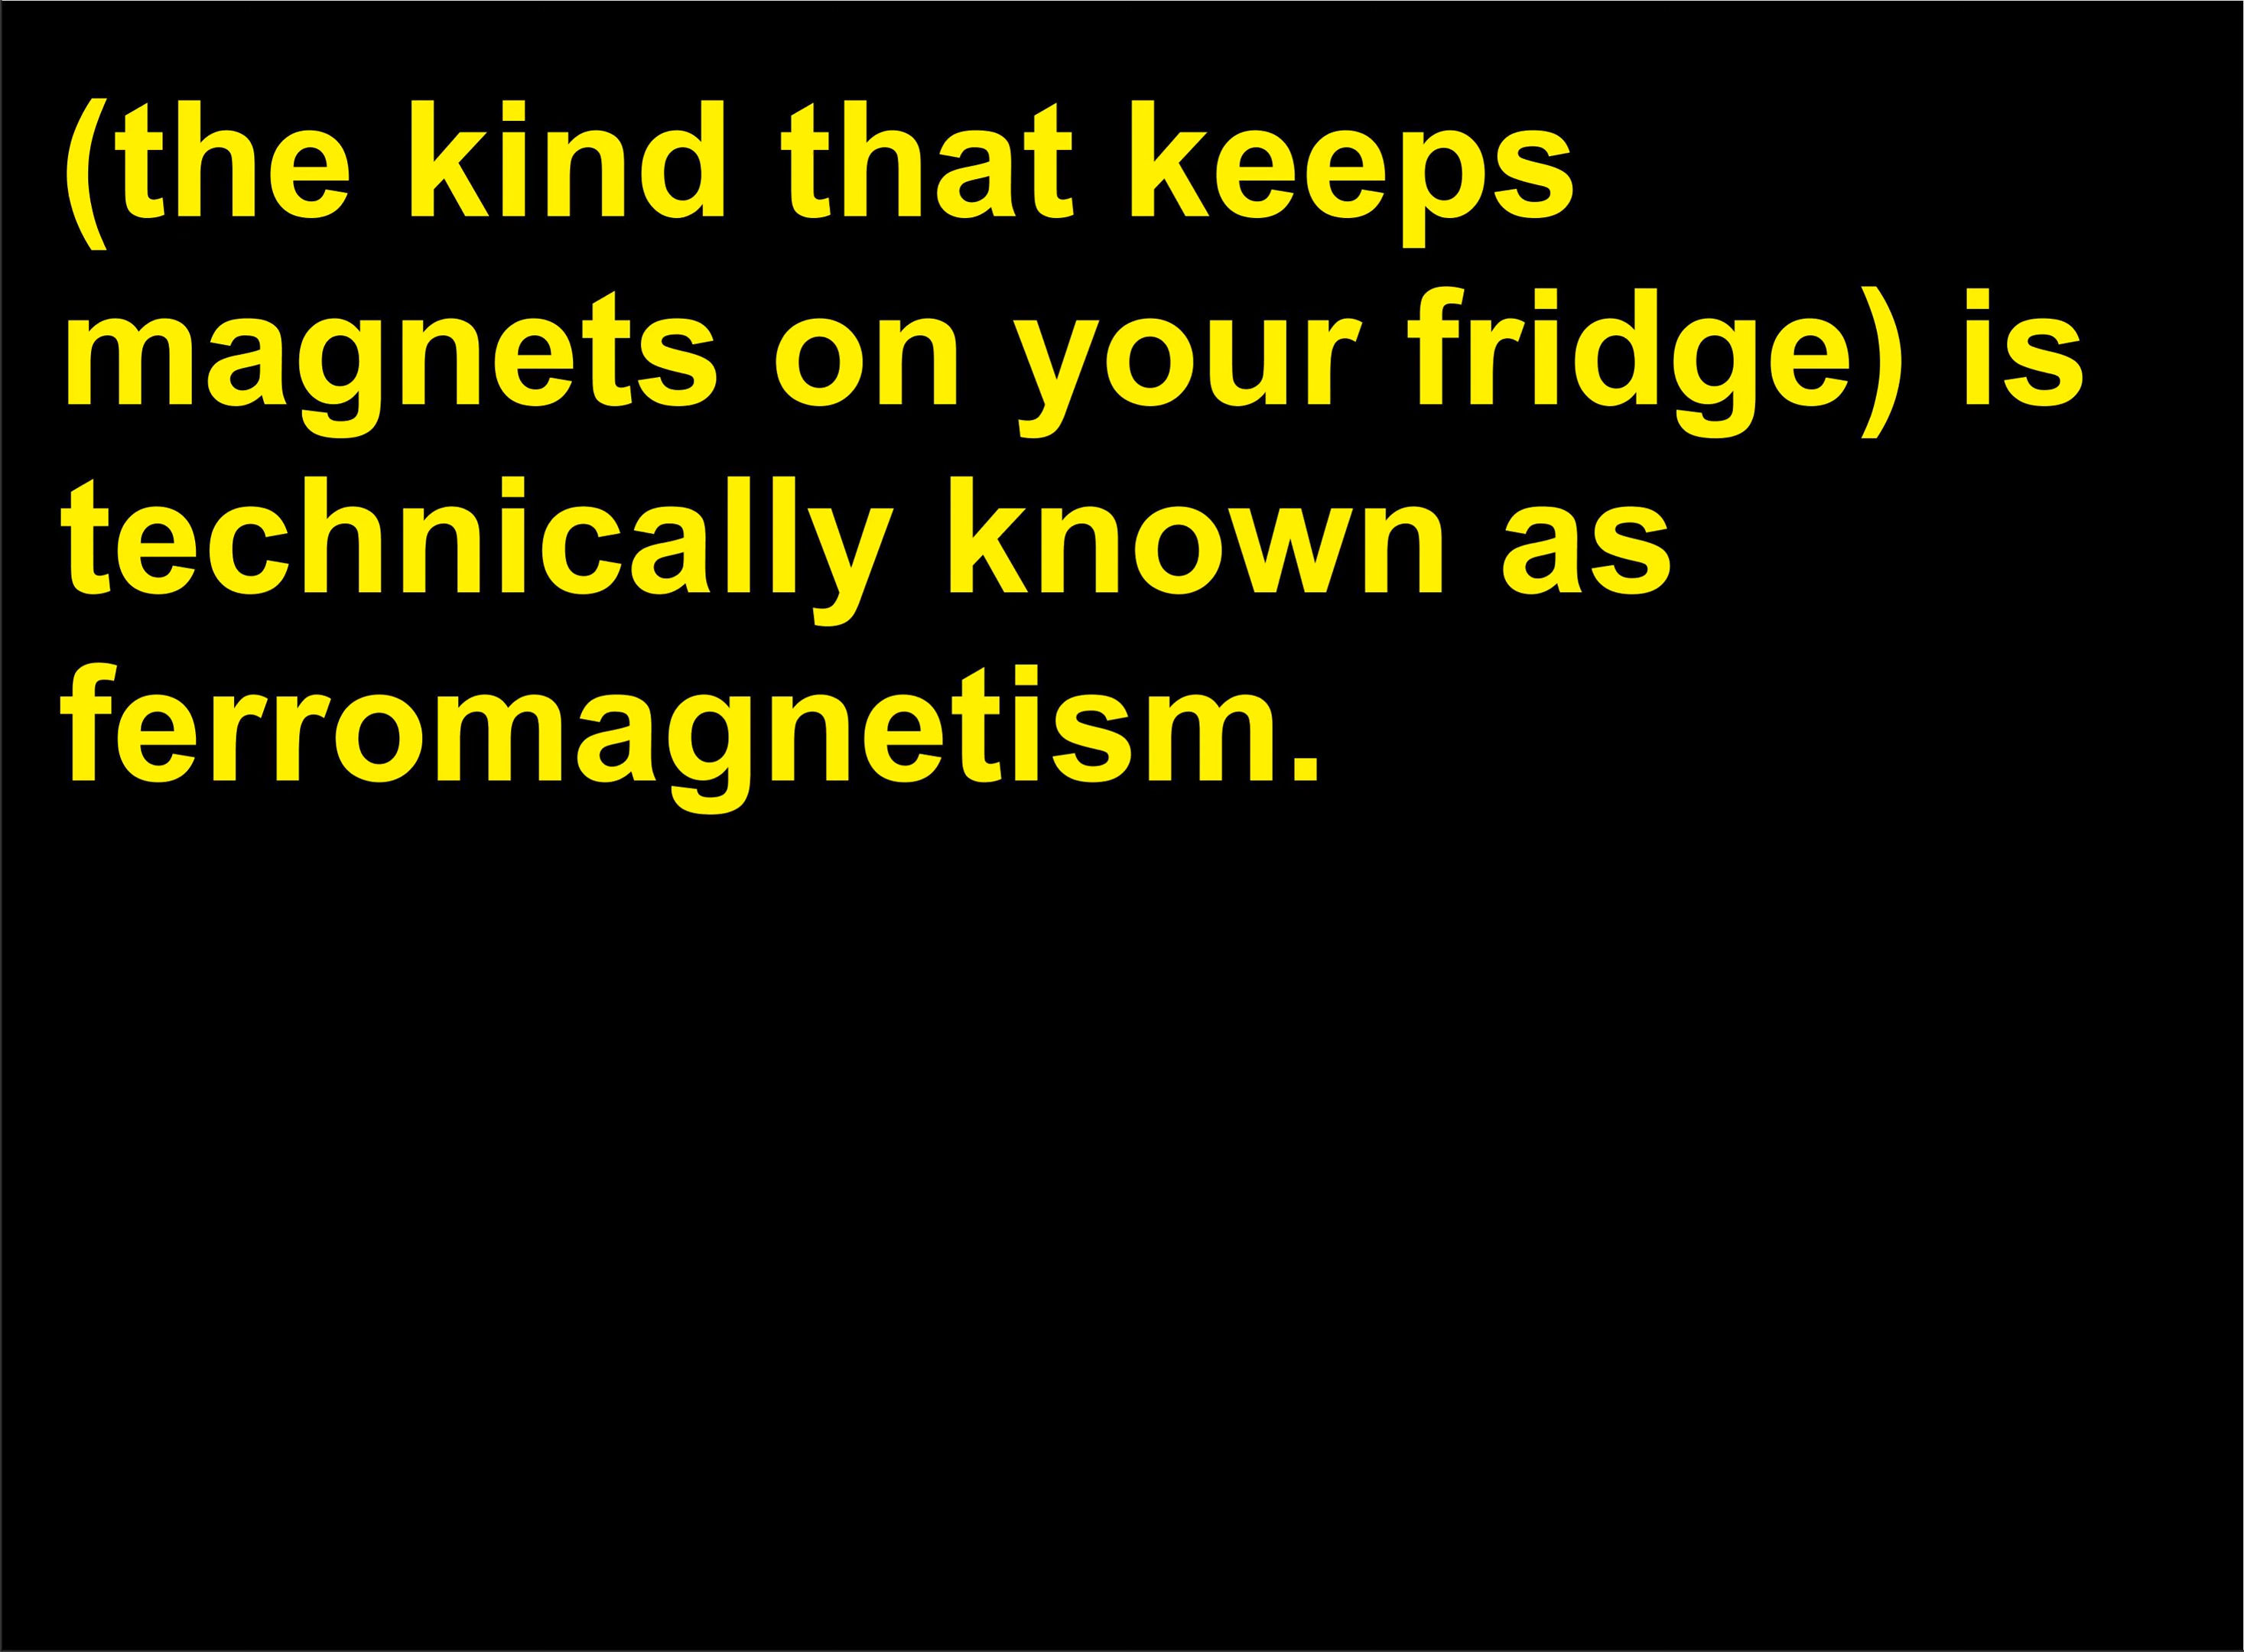 (the kind that keeps
magnets on your fridge) is
technically known as
ferromagnetism.